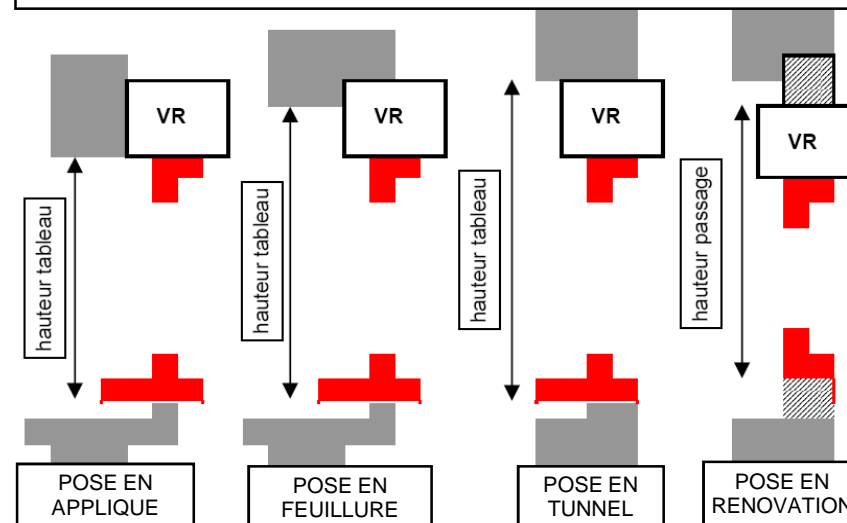 VR
VR
VR
VR
hauteur tableau
hauteur tableau
hauteur tableau
hauteur passage
POSE EN
APPLIQUE
POSE EN
FEUILLURE
POSE EN
TUNNEL
POSE EN
RENOVATION